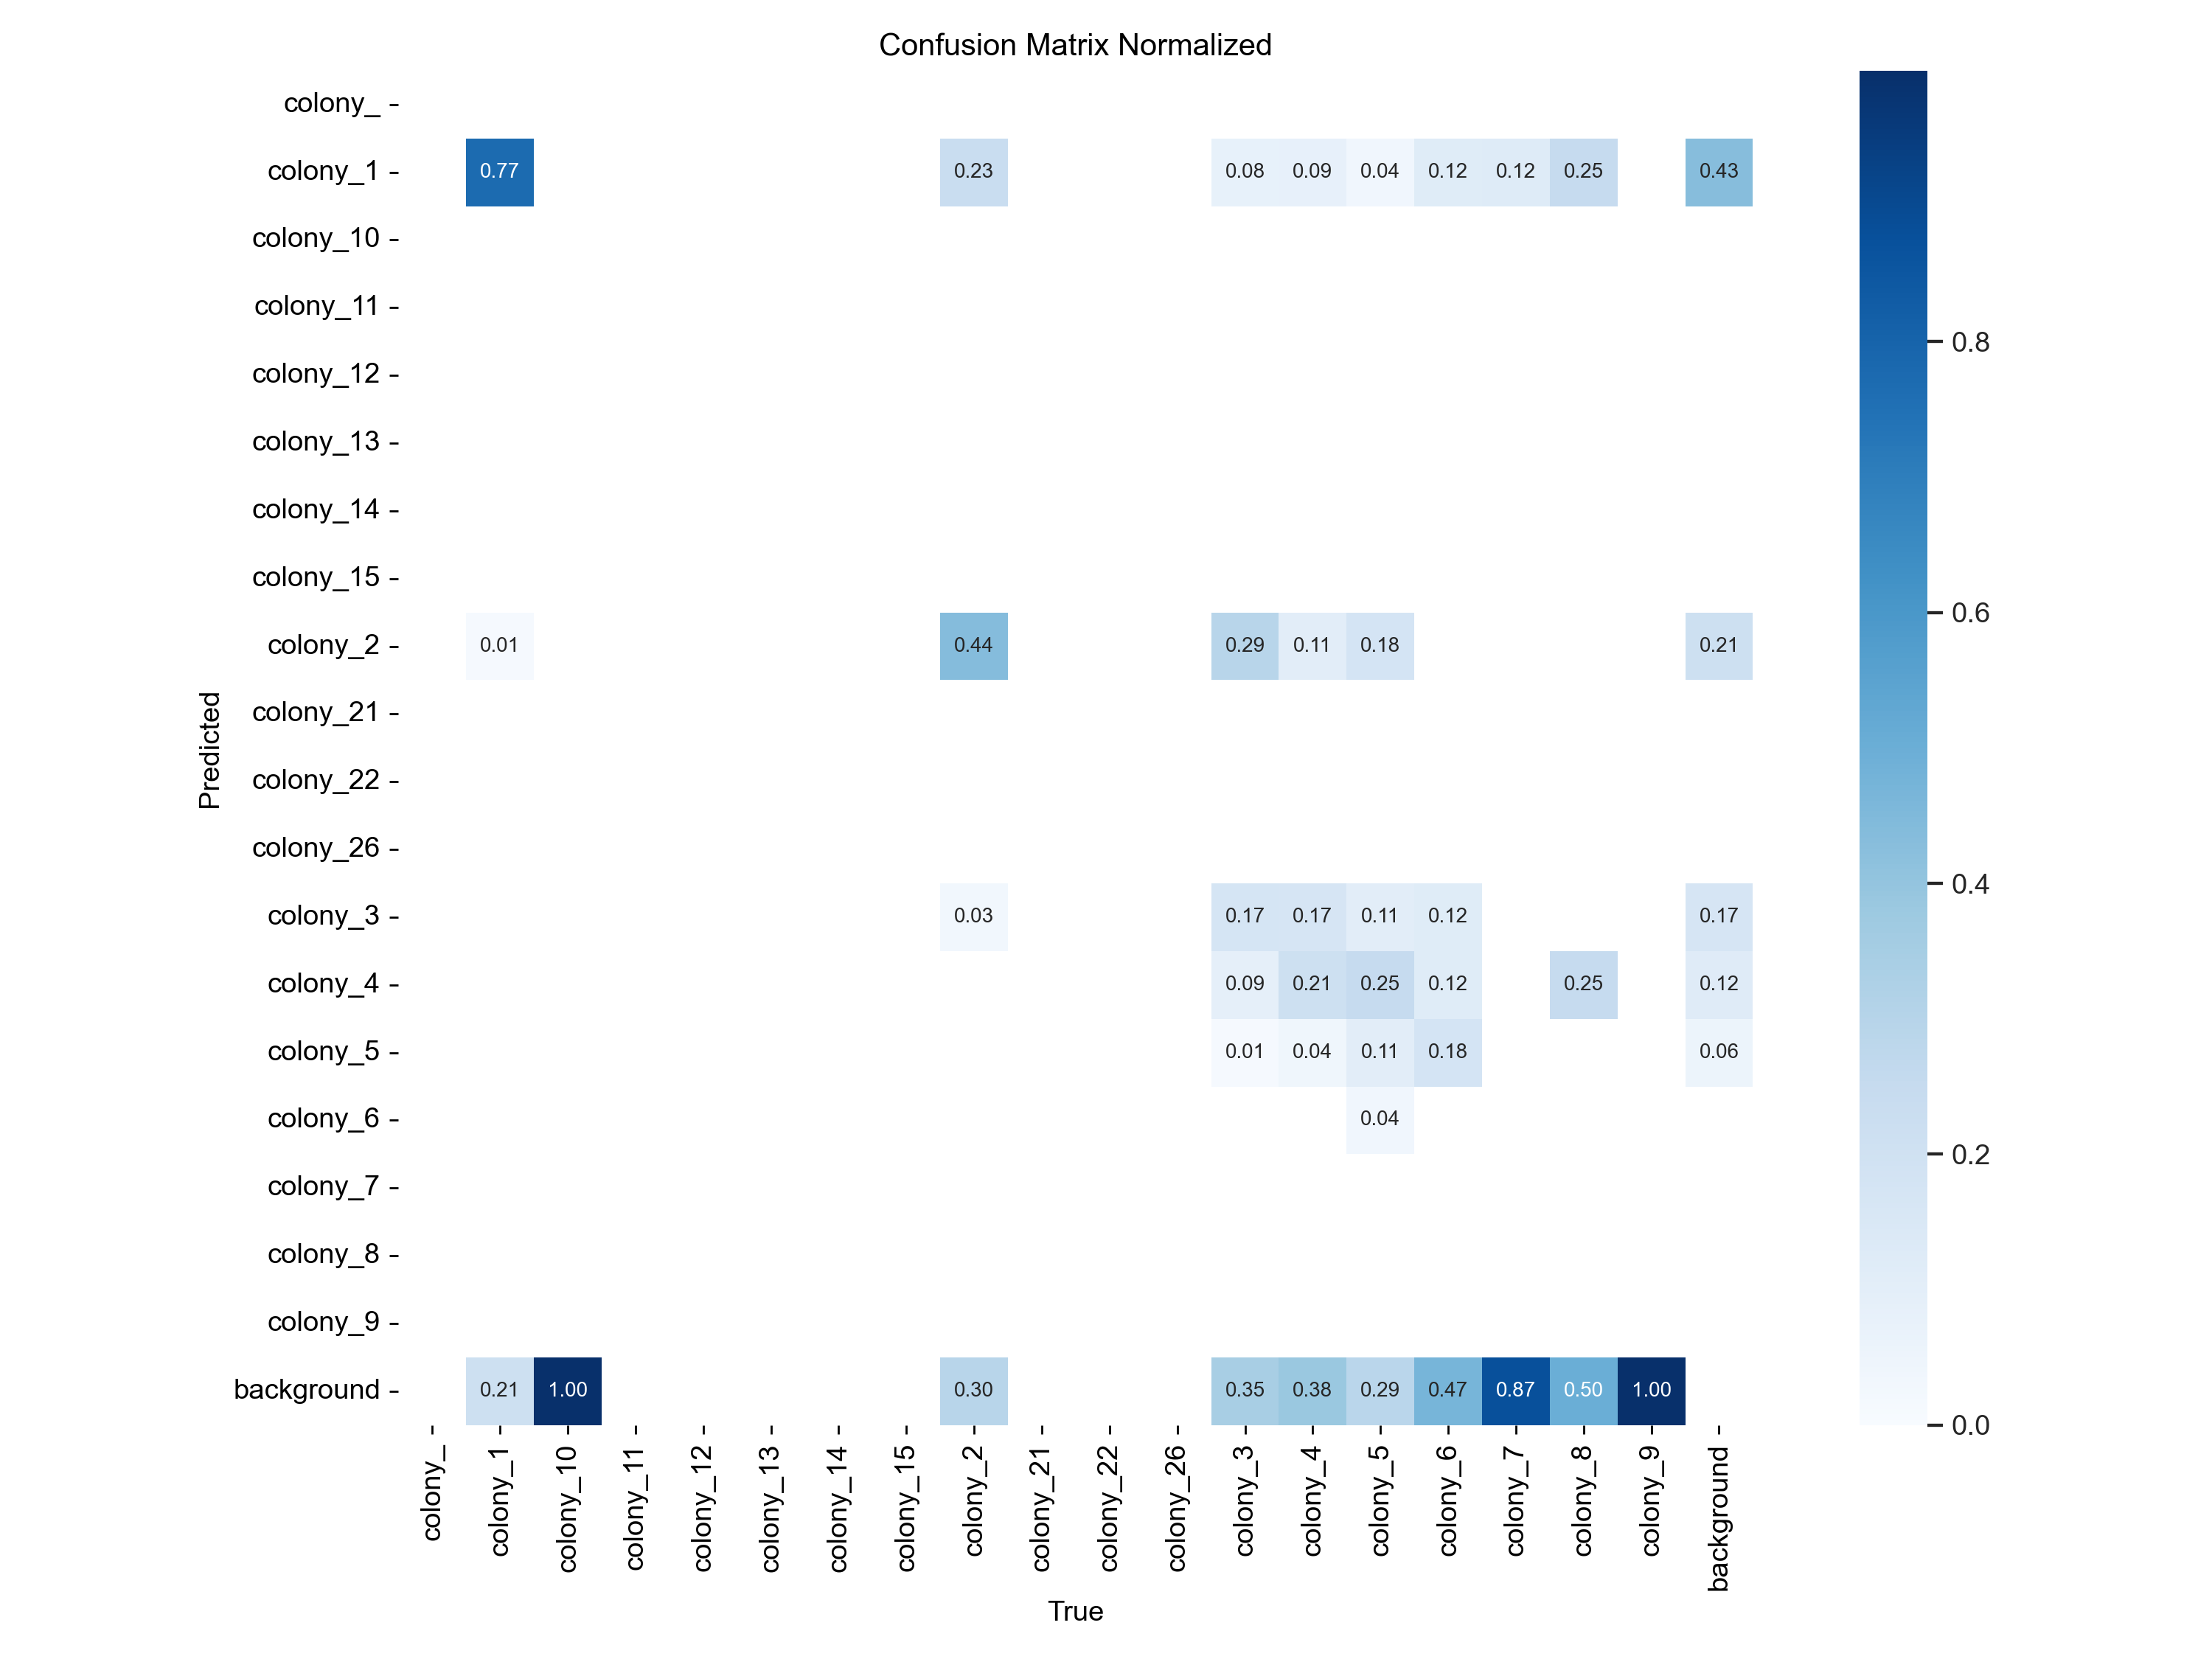 Confusion Matrix Normalized
colony_
colony_1 0.77 0.23 0.08 0.09 0.04 0.12 0.12 0.25 0.43
colony_10
colony_11
0.8
colony_12
colony_13
colony_14
colony_15
0.6
colony_2 0.01 0.44 0.29 0.11 0.18 0.21
colony_21
Predicted
colony_22
colony_26
0.4
colony_3 0.03 0.17 0.17 0.11 0.12 0.17
colony_4 0.09 0.21 0.25 0.12 0.25 0.12
colony_5 0.01 0.04 0.11 0.18 0.06
colony_6 0.04
0.2
colony_7
colony_8
colony_9
background 0.21 1.00 0.30 0.35 0.38 0.29 0.47 0.87 0.50 1.00
0.0
colony_ colony_1 colony_10 colony_11 colony_12 colony_13 colony_14 colony_15 colony_2 colony_21 colony_22 colony_26 colony_3 colony_4 colony_5 colony_6 colony_7 colony_8 colony_9 background
True